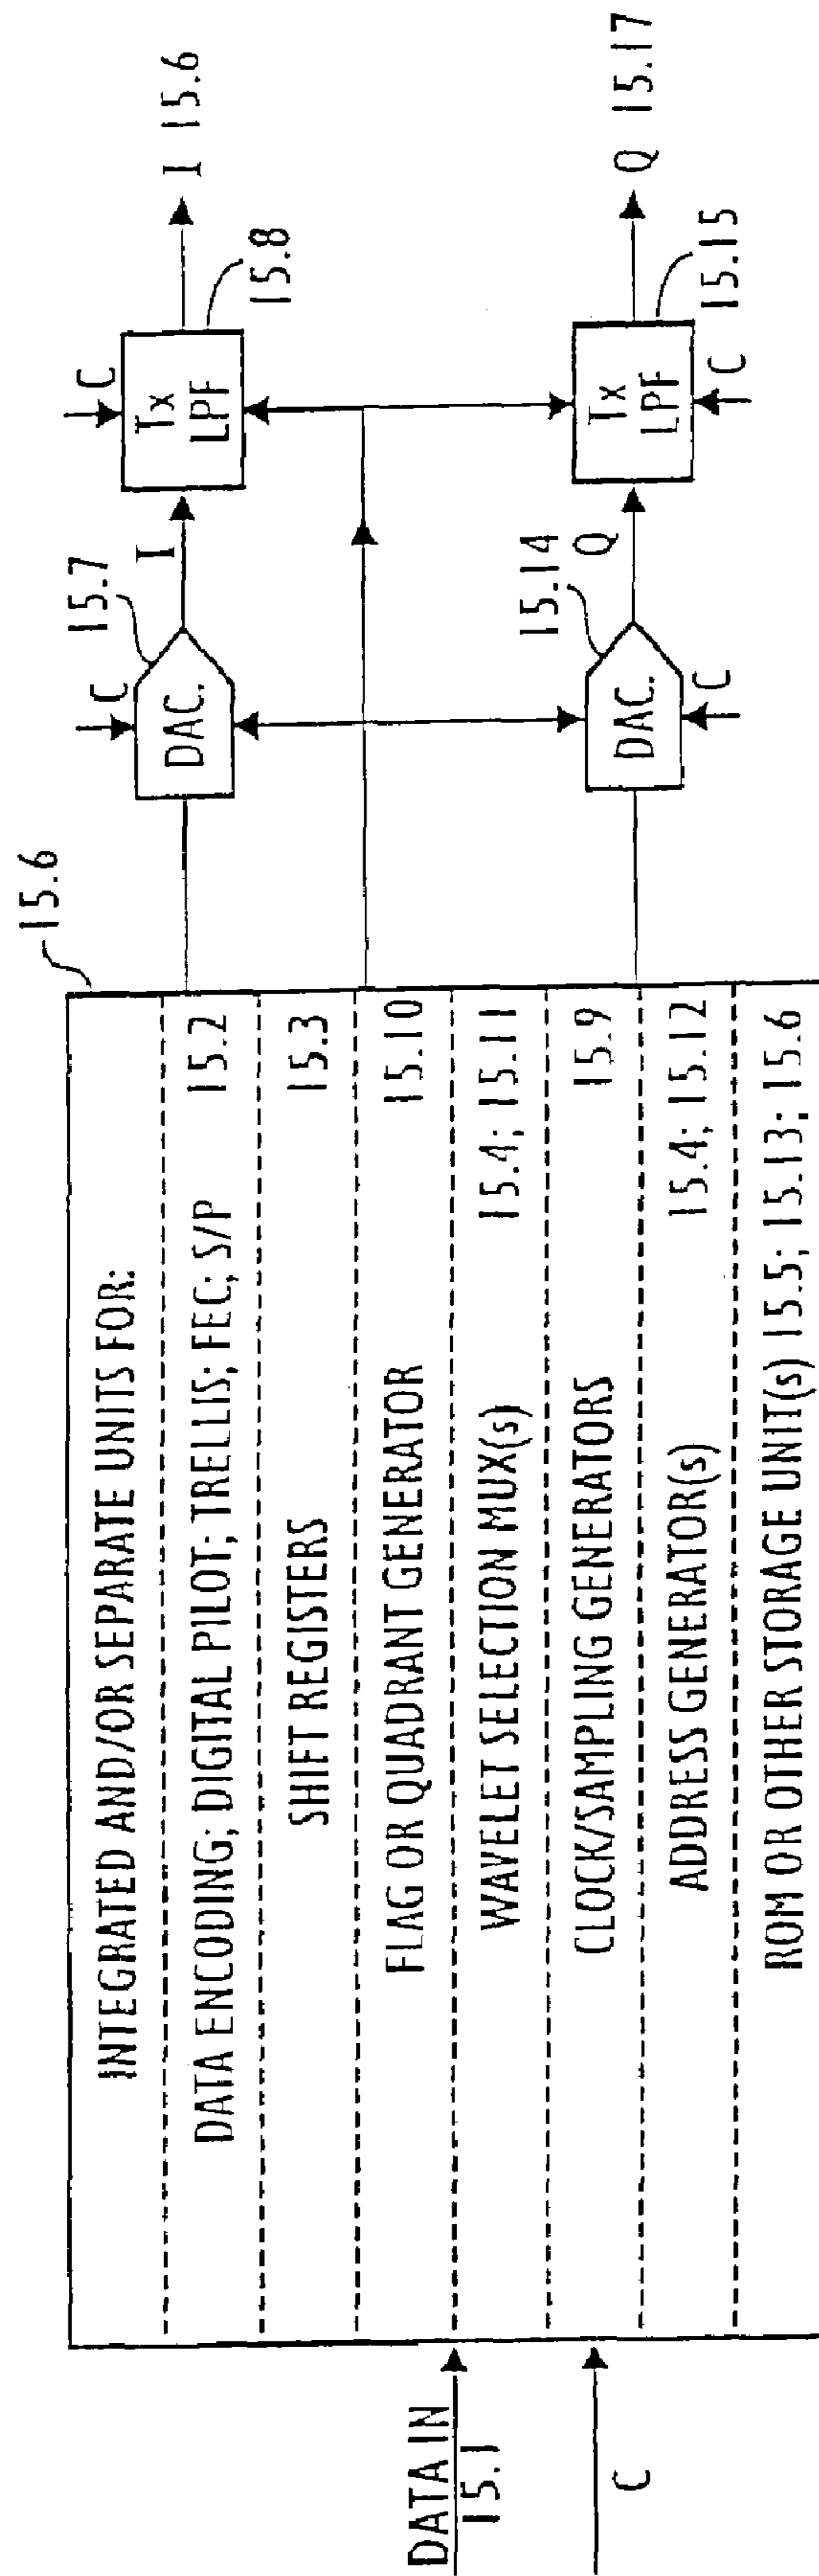 DATA IN
15.1
C
15.6
INTEGRATED AND/OR SEPARATE UNITS FOR:
DATA ENCODING; DIGITAL PILOT; TRELLIS; FEC; S/P 15.2
SHIFT REGISTERS 15.3
FLAG OR QUADRANT GENERATOR 15.10
WAVELET SELECTION MUX(s) 15.4; 15.11
CLOCK/SAMPLING GENERATORS 15.9
ADDRESS GENERATOR(s) 15.4; 15.12
ROM OR OTHER STORAGE UNIT(s) 15.5; 15.13; 15.6
C
15.7
DAC.
I
C
Tx
LPF
15.8
I 15.6
15.14
DAC.
C
Q
Tx
LPF
C
15.15
Q 15.17